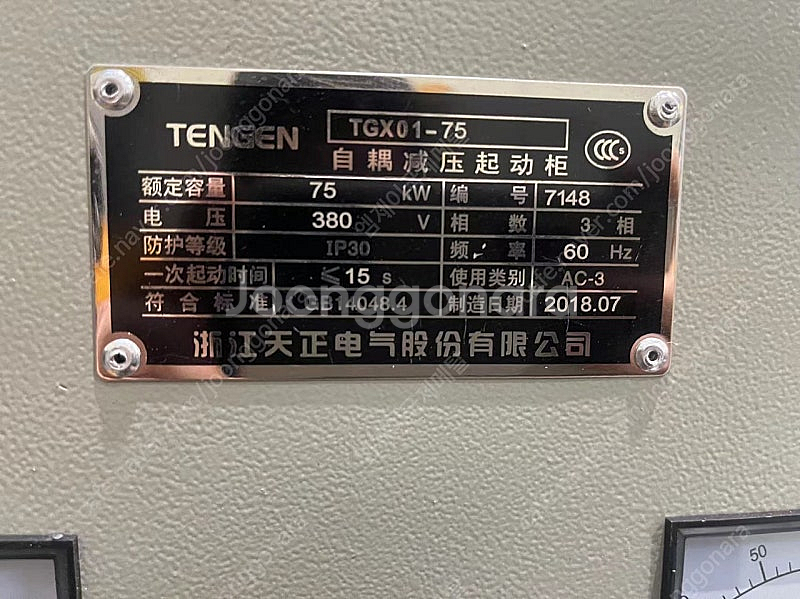 TENGEN TGX01-75
自耦减压起动柜 CCC S
额定容量 75 kW 编号 7148
电压 380 V 相数 3 相
防护等级 IP30 频率 60 Hz
一次起动时间 ≤15 s 使用类别 AC-3
符合标准 GB14048.4 制造日期 2018.07
浙江天正电气股份有限公司
Joonggonara
50